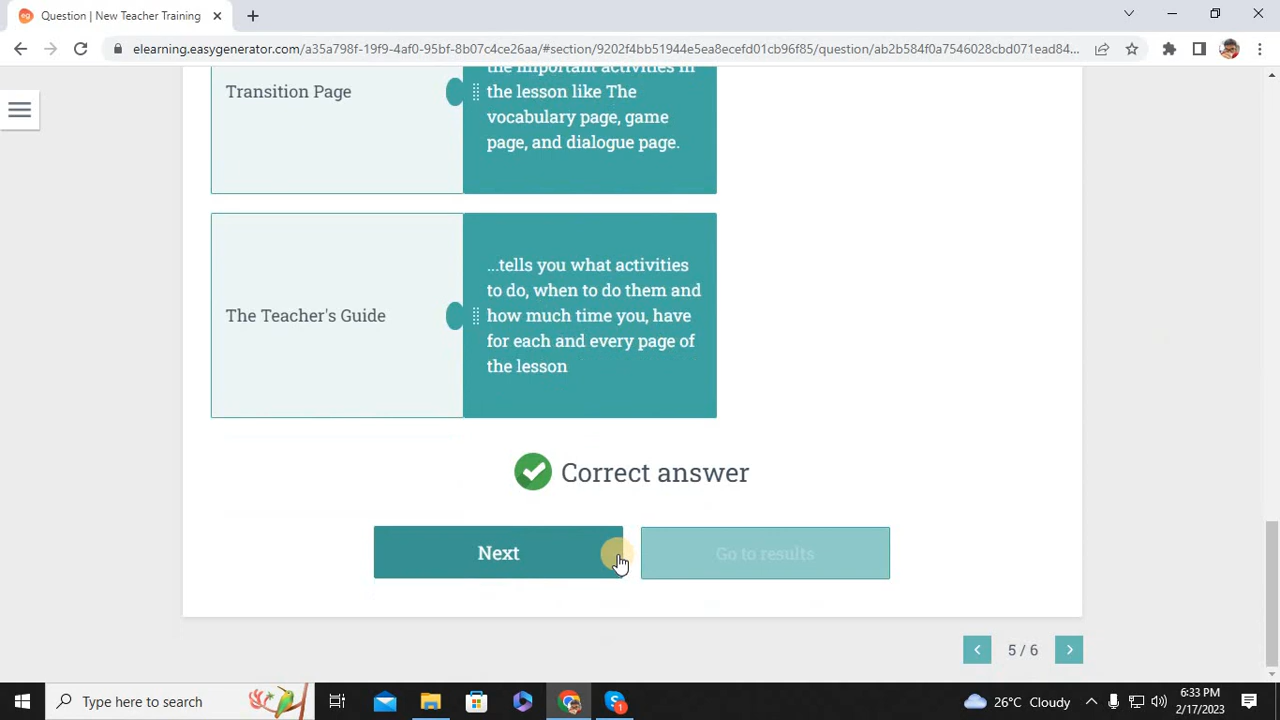 Question | New Teacher Training
elearning.easygenerator.com/a35a798f-19f9-4af0-95bf-8b07c4ce26aa/#section/9202f4bb51944e5ea8ecef01cb96f85/question/ab2b584f0a7546028cbd071ead84...
the important activities in
Transition Page
the lesson like The
vocabulary page, game
page, and dialogue page.
...tells you what activities
to do, when to do them and
The Teacher's Guide
how much time you, have
for each and every page of
the lesson
Correct answer
Next
Go to results
5 / 6
Type here to search
26°C Cloudy
6:33 PM
2/17/2023